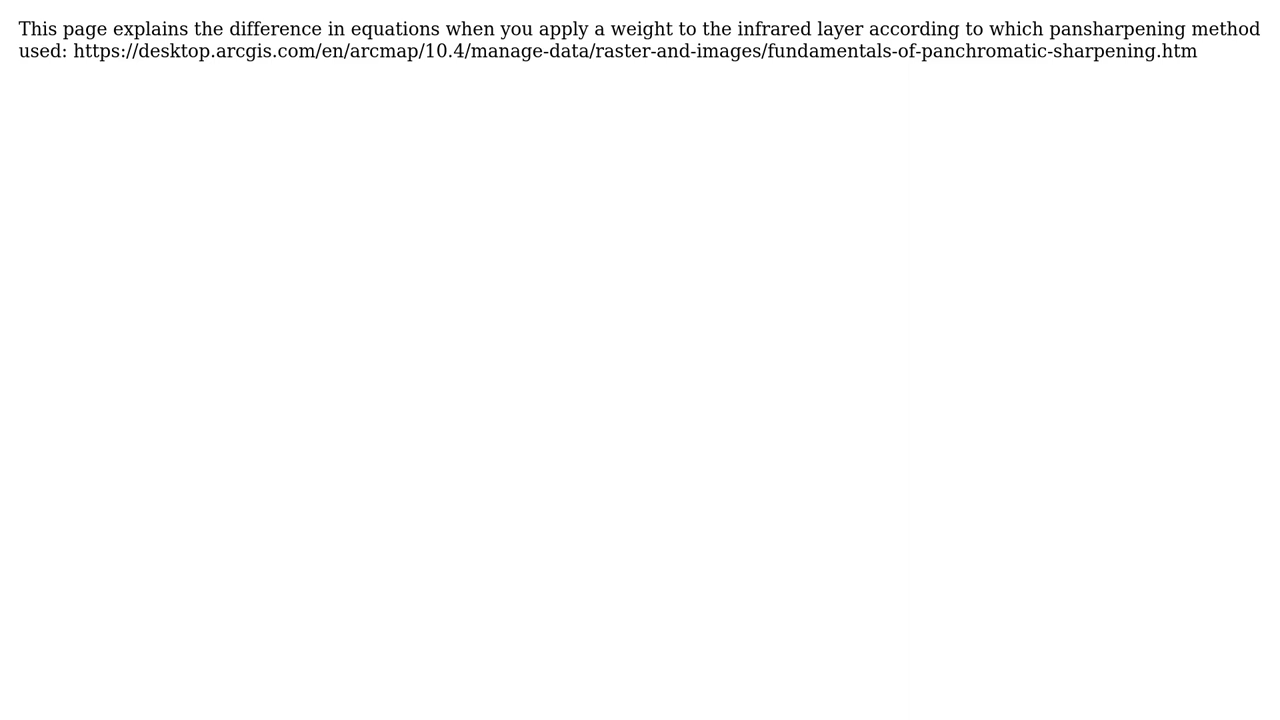 This page explains the difference in equations when you apply a weight to the infrared layer according to which pansharpening method
used: https://desktop.arcgis.com/en/arcmap/10.4/manage-data/raster-and-images/fundamentals-of-panchromatic-sharpening.htm